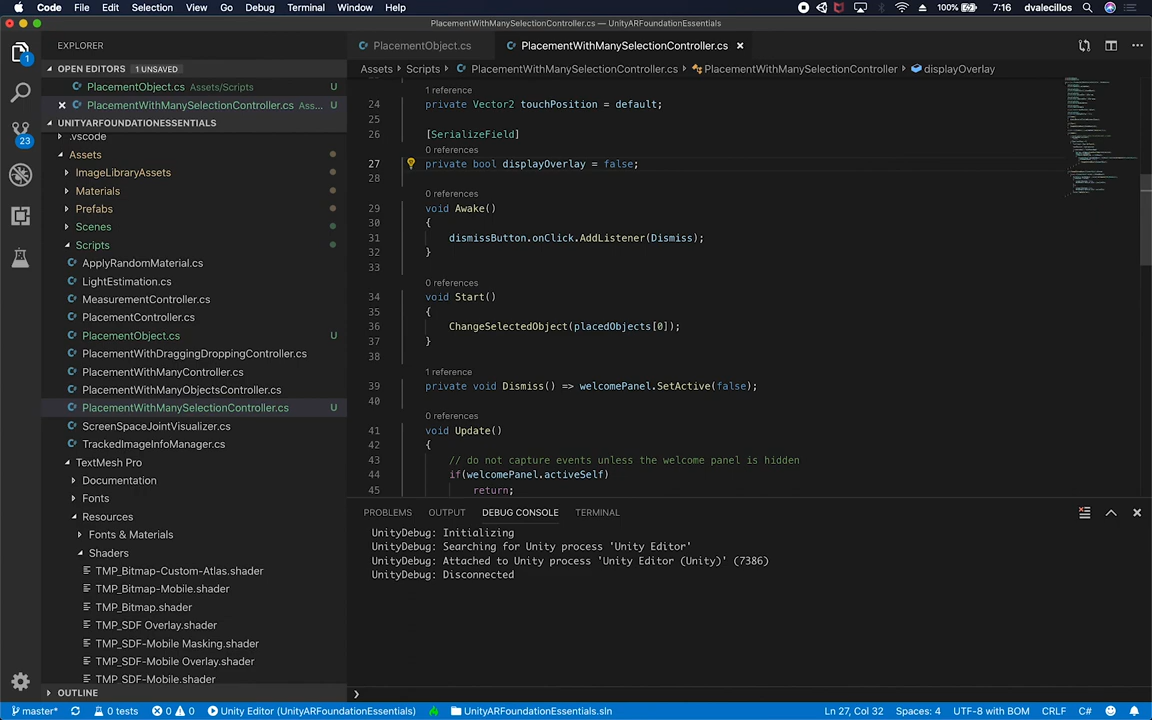 Code File Edit Selection View Go Debug Terminal Window Help 100% 7:16 dvalecillos
PlacementWithManySelectionController.cs — UnityARFoundationEssentials
EXPLORER
OPEN EDITORS 1 UNSAVED
PlacementObject.cs Assets/Scripts U
PlacementWithManySelectionController.cs Ass... U
UNITYARFOUNDATIONESSENTIALS
.vscode
Assets
ImageLibraryAssets
Materials
Prefabs
Scenes
Scripts
ApplyRandomMaterial.cs
LightEstimation.cs
MeasurementController.cs
PlacementController.cs
PlacementObject.cs U
PlacementWithDraggingDroppingController.cs
PlacementWithManyController.cs
PlacementWithManyObjectsController.cs
PlacementWithManySelectionController.cs U
ScreenSpaceJointVisualizer.cs
TrackedImageInfoManager.cs
TextMesh Pro
Documentation
Fonts
Resources
Fonts & Materials
Shaders
TMP_Bitmap-Custom-Atlas.shader
TMP_Bitmap-Mobile.shader
TMP_Bitmap.shader
TMP_SDF Overlay.shader
TMP_SDF-Mobile Masking.shader
TMP_SDF-Mobile Overlay.shader
TMP_SDF-Mobile.shader
OUTLINE
1
23
PlacementObject.cs PlacementWithManySelectionController.cs
Assets Scripts PlacementWithManySelectionController.cs PlacementWithManySelectionController displayOverlay
1 reference
24 private Vector2 touchPosition = default;
25
26 [SerializeField]
0 references
27 private bool displayOverlay = false;
28
0 references
29 void Awake()
30 {
31 dismissButton.onClick.AddListener(Dismiss);
32 }
33
0 references
34 void Start()
35 {
36 ChangeSelectedObject(placedObjects[0]);
37 }
38
1 reference
39 private void Dismiss() => welcomePanel.SetActive(false);
40
0 references
41 void Update()
42 {
43 // do not capture events unless the welcome panel is hidden
44 if(welcomePanel.activeSelf)
45 return;
PROBLEMS OUTPUT DEBUG CONSOLE TERMINAL
UnityDebug: Initializing
UnityDebug: Searching for Unity process 'Unity Editor'
UnityDebug: Attached to Unity process 'Unity Editor (Unity)' (7386)
UnityDebug: Disconnected
master* 0 tests 0 0 Unity Editor (UnityARFoundationEssentials) UnityARFoundationEssentials.sln Ln 27, Col 32 Spaces: 4 UTF-8 with BOM CRLF C#